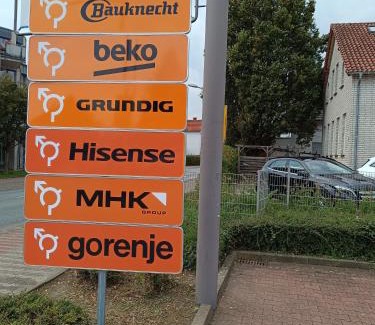 Bauknecht
beko
GRUNDIG
Hisense
MHK
GROUP
gorenje